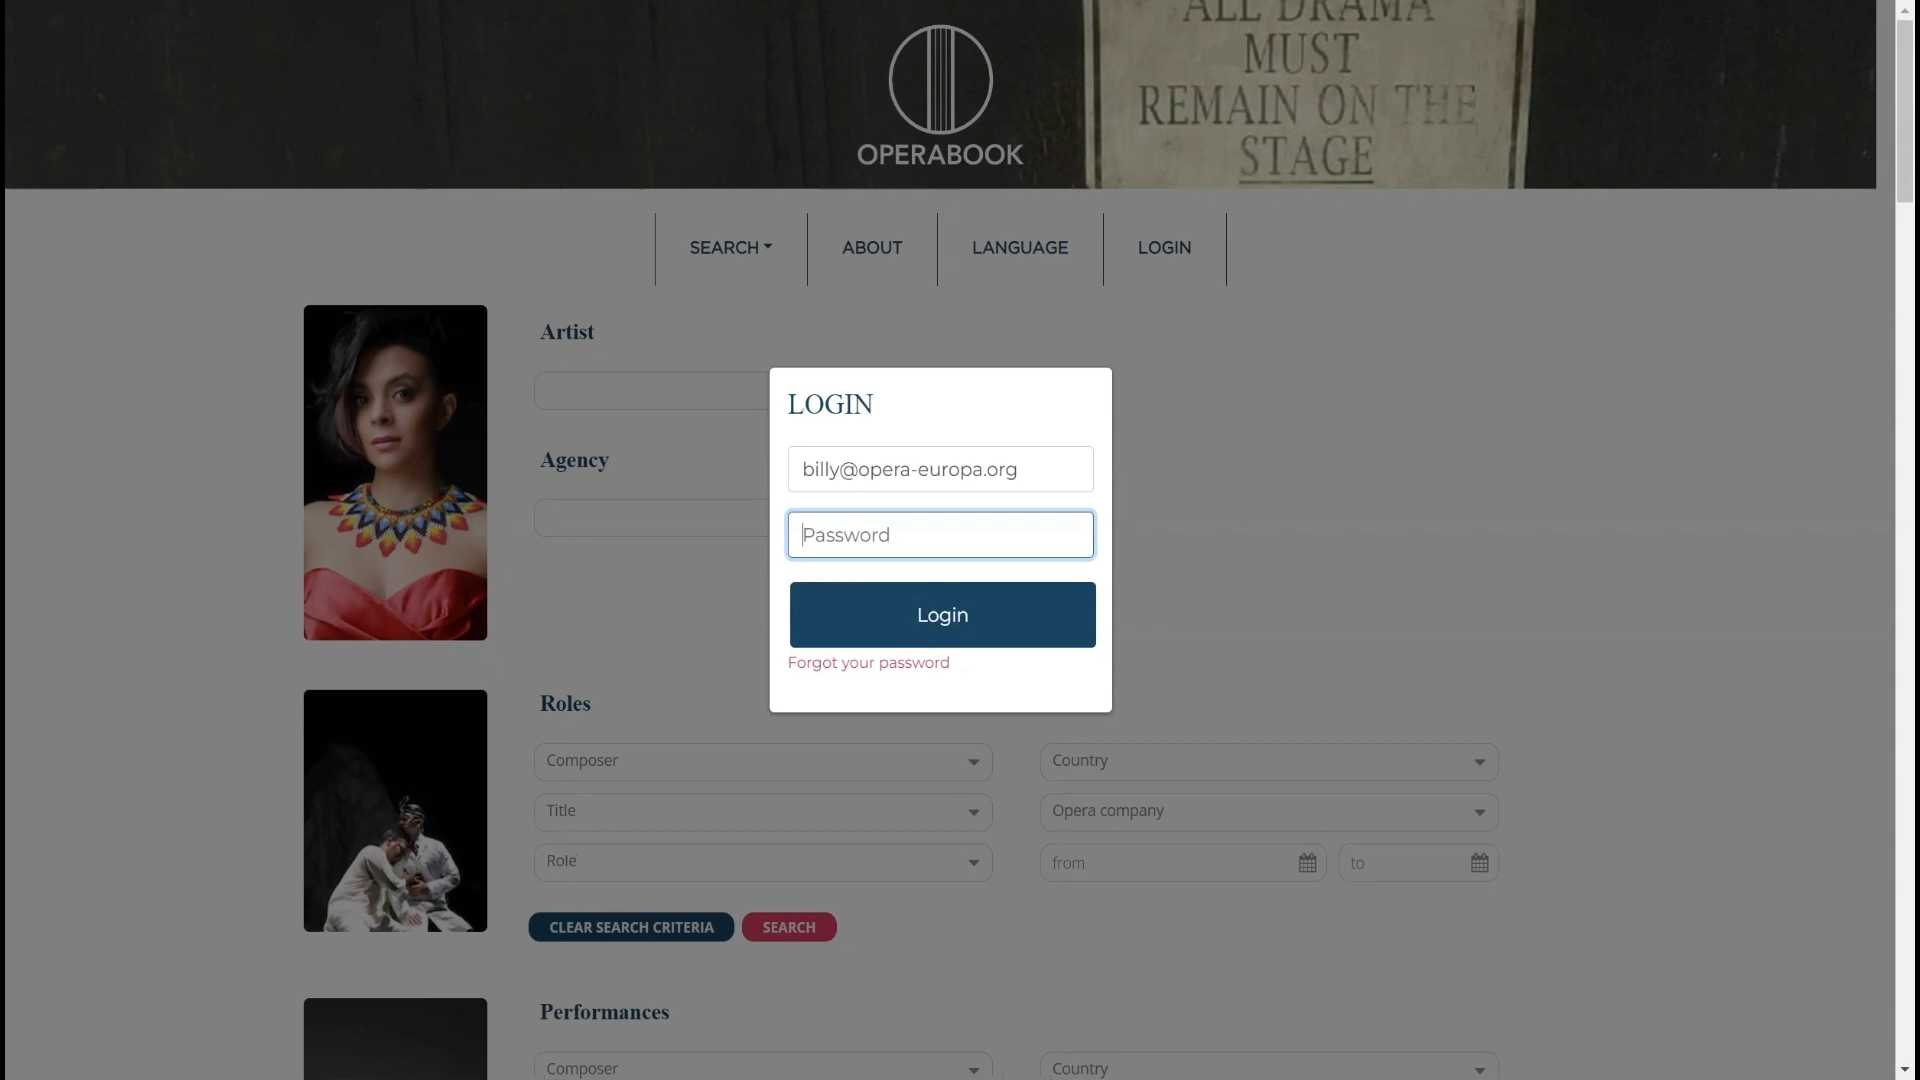 ALL DRAMA
MUST
REMAIN ON THE
STAGE
OPERABOOK
SEARCH
ABOUT
LANGUAGE
LOGIN
Artist
Agency
LOGIN
billy@opera-europa.org
Password
Login
Forgot your password
Roles
Composer
Country
Title
Opera company
Role
from
to
CLEAR SEARCH CRITERIA
SEARCH
Performances
Composer
Country